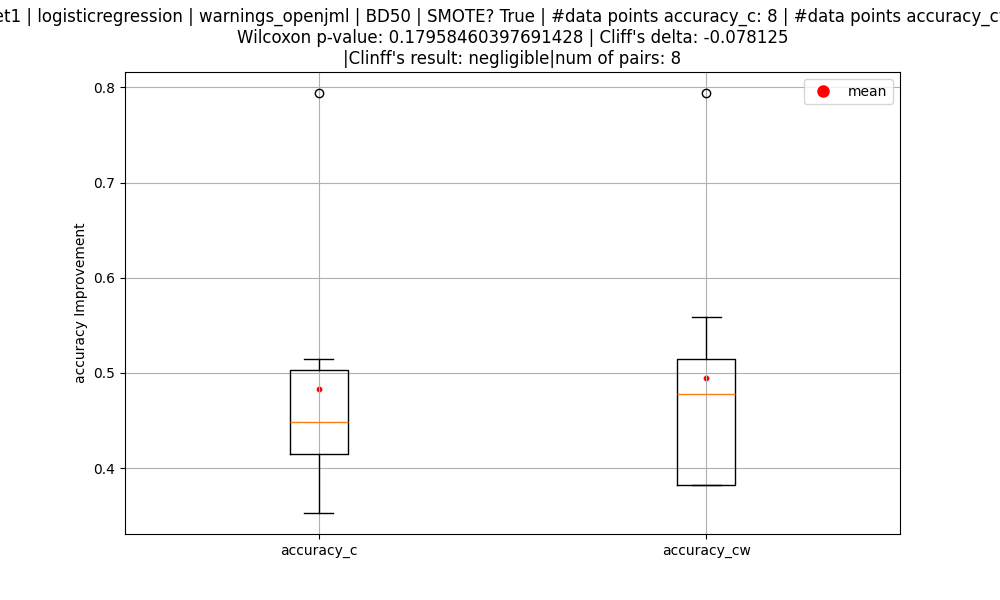 | logisticregression | warnings_openjml | BD50 | SMOTE? True | #data points accuracy_c: 8 | #data points
Wilcoxon p-value: 0.17958460397691428 | Cliff's delta: -0.078125
|Clinff's result: negligible|num of pairs: 8
mean
0.8
0.7
0.6
0.5
0.4
accuracy Improvement
accuracy_c
accuracy_cw